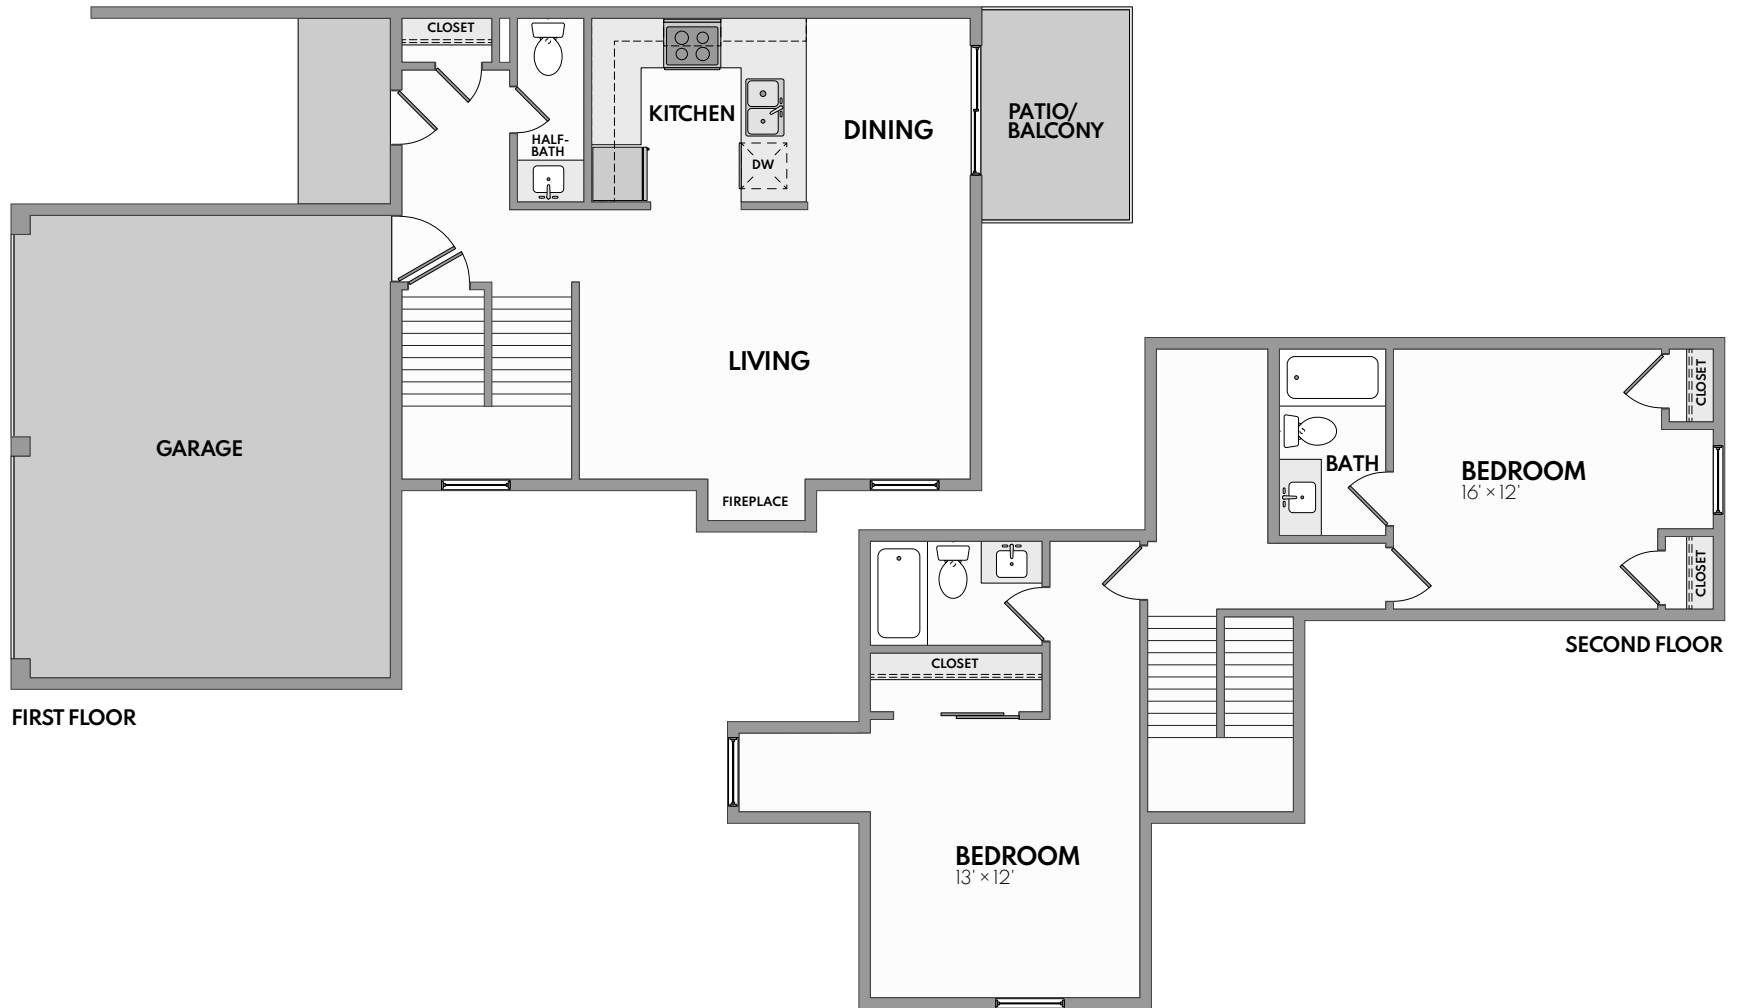 CLOSET
KITCHEN
DINING
PATIO/
BALCONY
HALF-
BATH
DW
LIVING
GARAGE
FIREPLACE
FIRST FLOOR
CLOSET
BATH
BEDROOM
16' × 12'
CLOSET
SECOND FLOOR
CLOSET
BEDROOM
13' × 12'